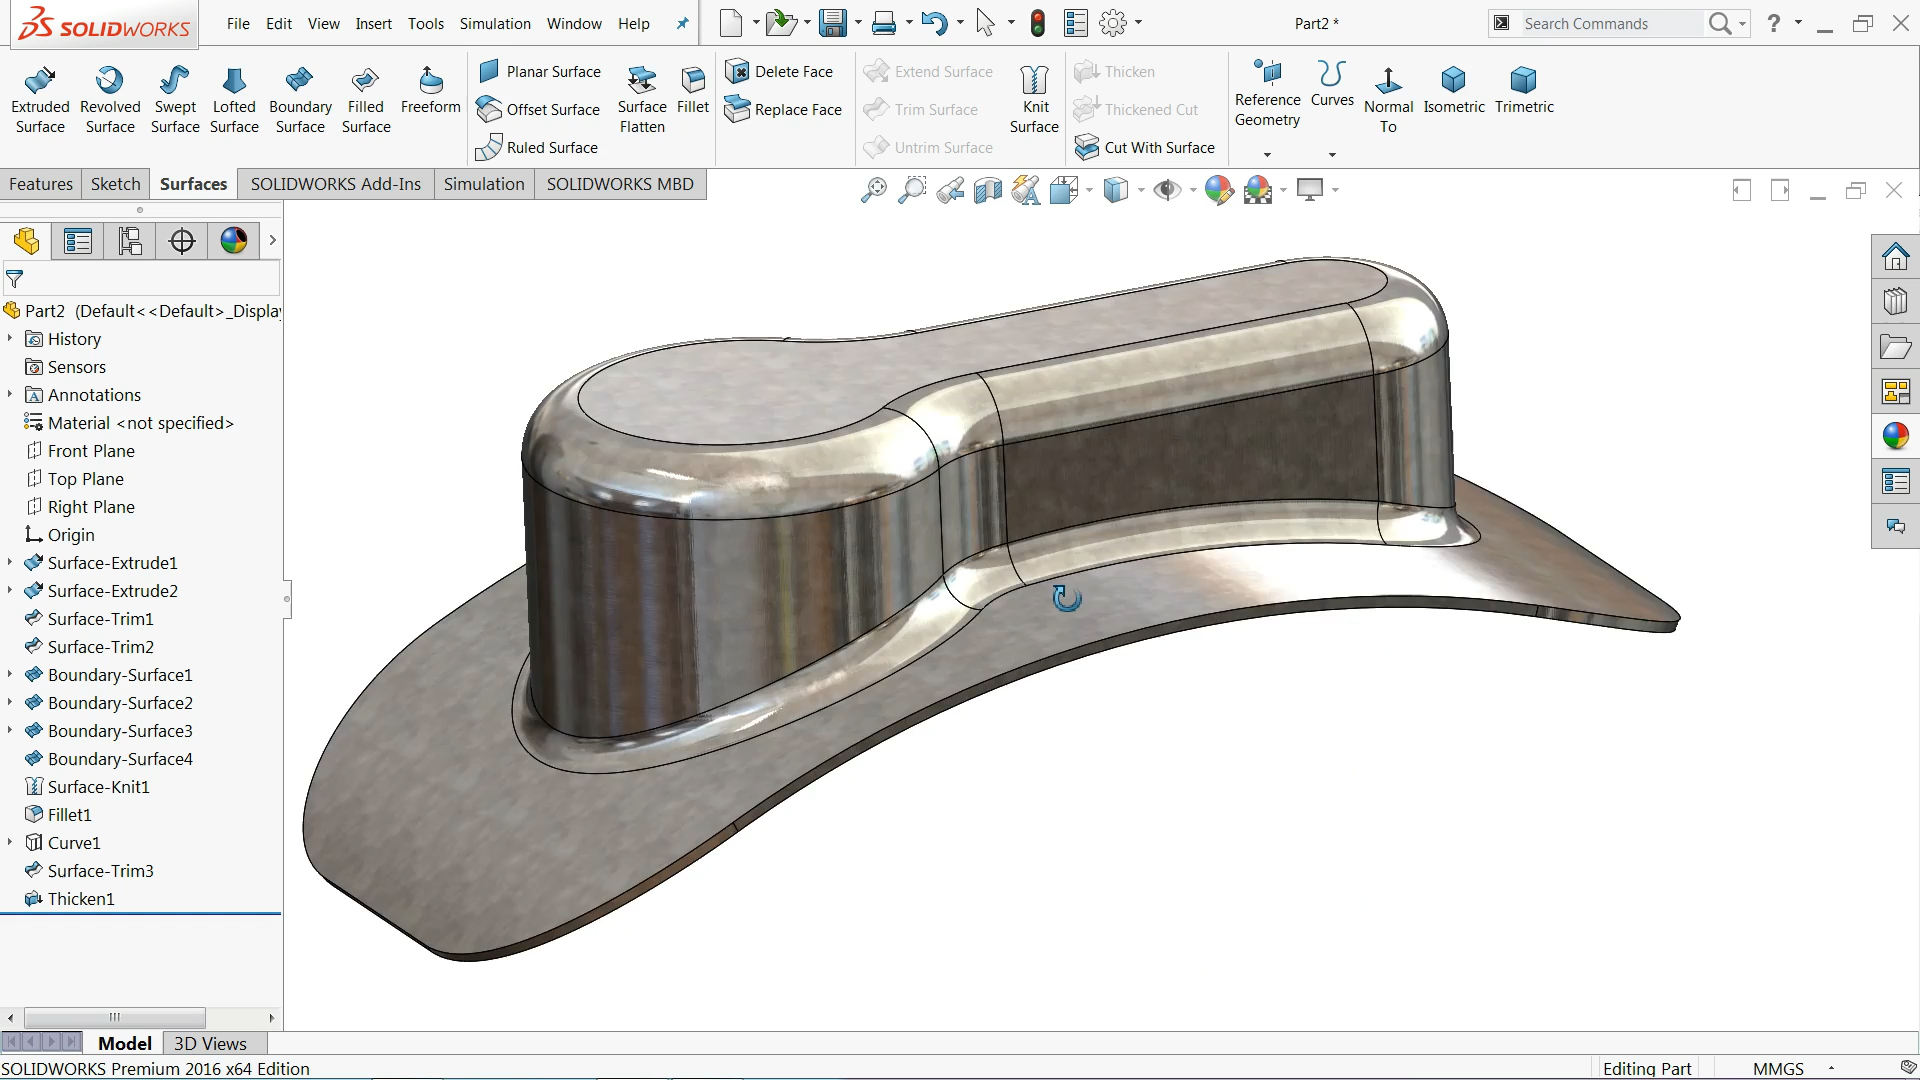 SOLIDWORKS File Edit View Insert Tools Simulation Window Help Part2 * Search Commands ?
Extruded Surface
Revolved Surface
Swept Surface
Lofted Surface
Boundary Surface
Filled Surface
Freeform
Planar Surface
Offset Surface
Ruled Surface
Surface Flatten
Fillet
Delete Face
Replace Face
Extend Surface
Trim Surface
Untrim Surface
Knit Surface
Thicken
Thickened Cut
Cut With Surface
Reference Geometry
Curves
Normal To
Isometric
Trimetric
Features Sketch Surfaces SOLIDWORKS Add-Ins Simulation SOLIDWORKS MBD
Part2 (Default<<Default>_Displa
History
Sensors
Annotations
Material <not specified>
Front Plane
Top Plane
Right Plane
Origin
Surface-Extrude1
Surface-Extrude2
Surface-Trim1
Surface-Trim2
Boundary-Surface1
Boundary-Surface2
Boundary-Surface3
Boundary-Surface4
Surface-Knit1
Fillet1
Curve1
Surface-Trim3
Thicken1
Model 3D Views
SOLIDWORKS Premium 2016 x64 Edition Editing Part MMGS